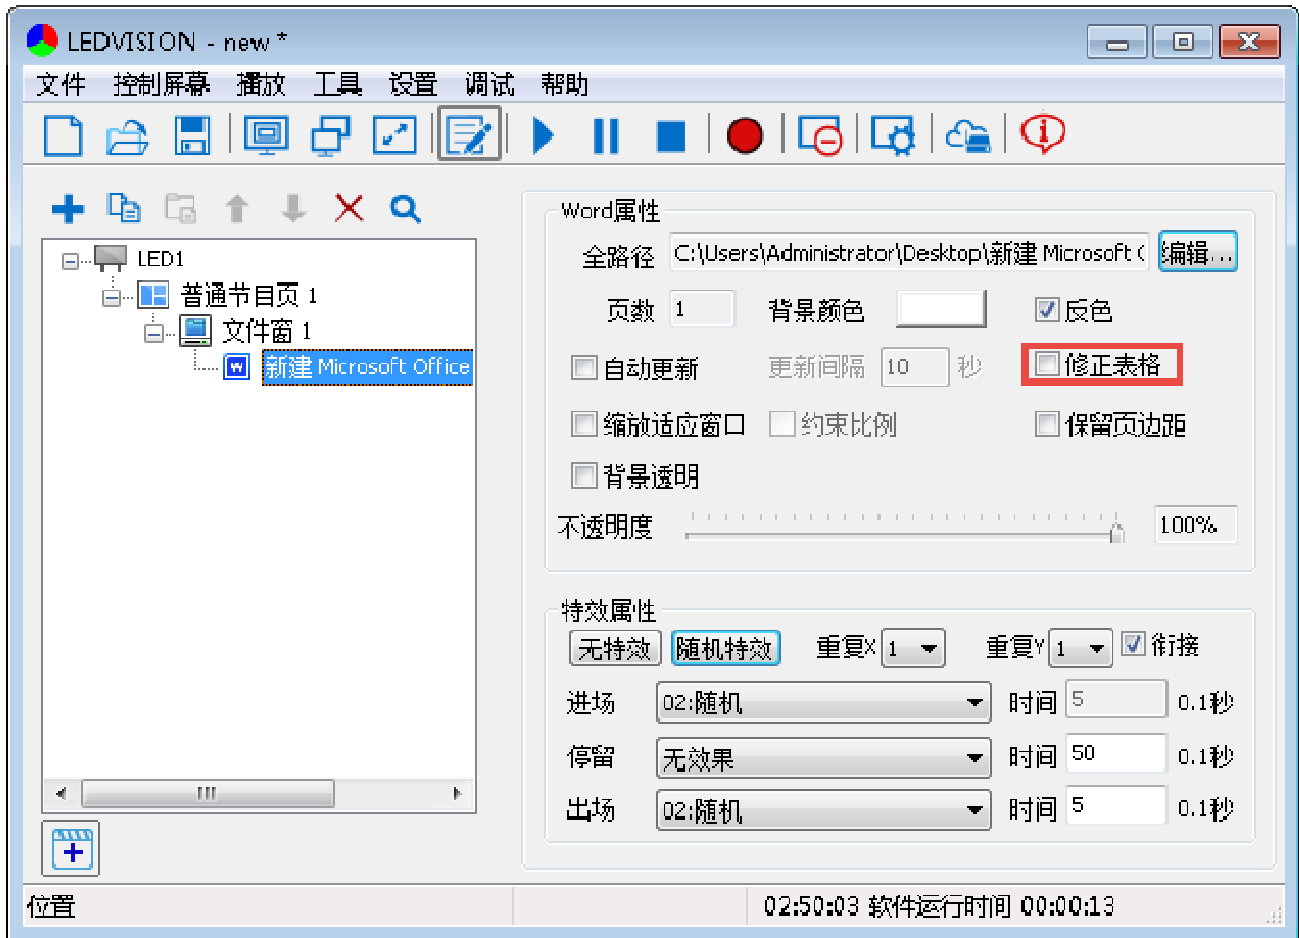 LEDVISION - new *
文件 控制屏幕 播放 工具 设置 调试 帮助
LED1
普通节目页 1
文件窗 1
新建 Microsoft Office
Word属性
全路径 C:\Users\Administrator\Desktop\新建 Microsoft 编辑...
页数 1 背景颜色 反色
自动更新 更新间隔 10 秒 修正表格
缩放适应窗口 约束比例 保留页边距
背景透明
不透明度 100%
特效属性
无特效 随机特效 重复X 1 重复Y 1 衔接
进场 02:随机 时间 5 0.1秒
停留 无效果 时间 50 0.1秒
出场 02:随机 时间 5 0.1秒
位置 02:50:03 软件运行时间 00:00:13